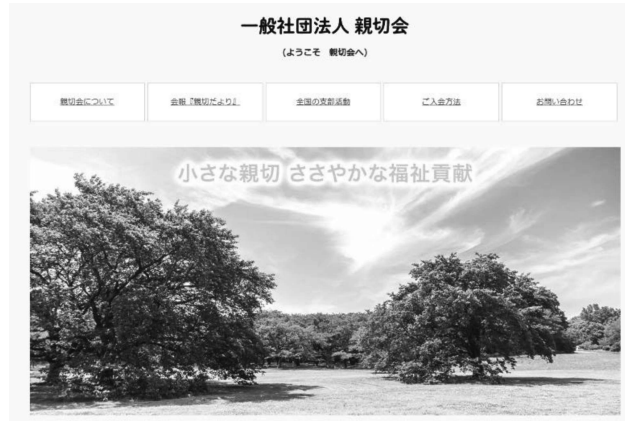 一般社団法人 親切会
(ようこそ　親切会へ)
親切会について
会報『親切だより』
全国の支部活動
ご入会方法
お問い合わせ
小さな親切 ささやかな福祉貢献